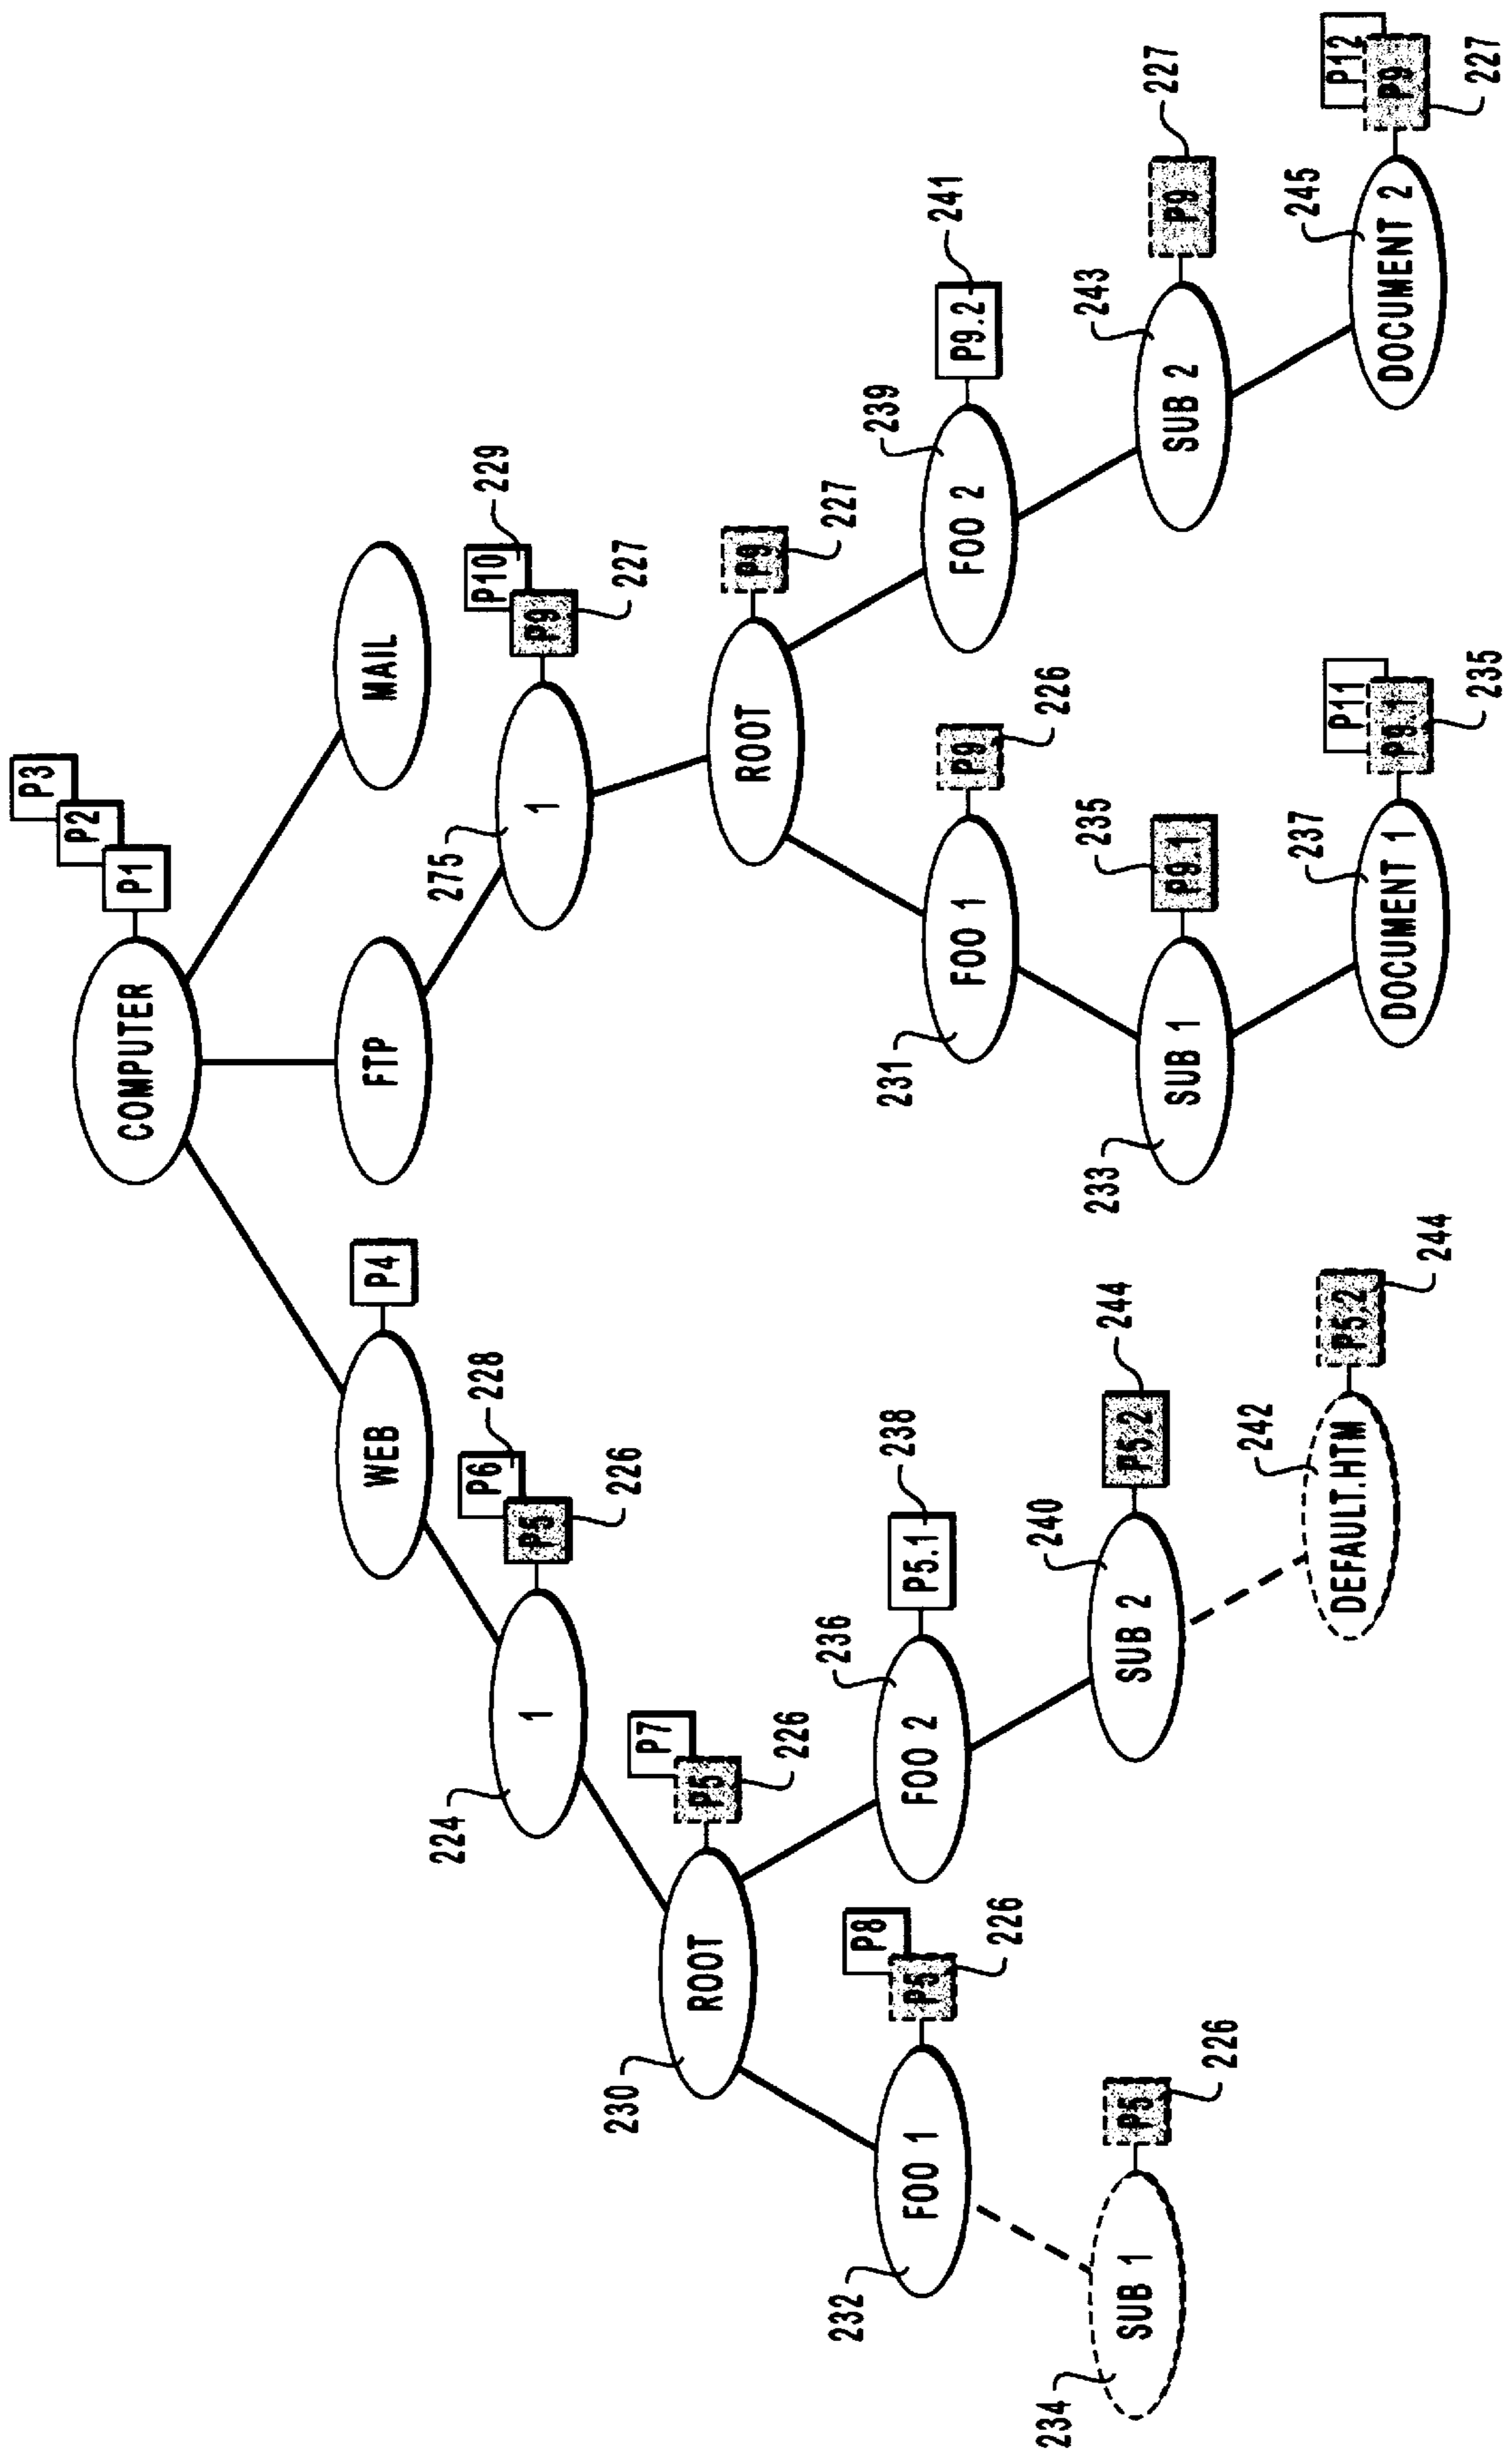 P3
P2
P1
COMPUTER
WEB
P4
FTP
MAIL
224
1
P6
228
P5
226
275
1
P10
229
P9
227
230
ROOT
P7
P5
226
ROOT
P9
227
232
FOO 1
P8
P5
226
236
FOO 2
P5.1
238
231
FOO 1
P9
226
239
FOO 2
P9.2
241
234
SUB 1
P5
226
240
SUB 2
P5.2
244
233
SUB 1
P9.1
235
243
SUB 2
P9
227
242
DEFAULT.HTM
P5.2
244
237
DOCUMENT 1
P11
P9.1
235
245
DOCUMENT 2
P12
P9
227